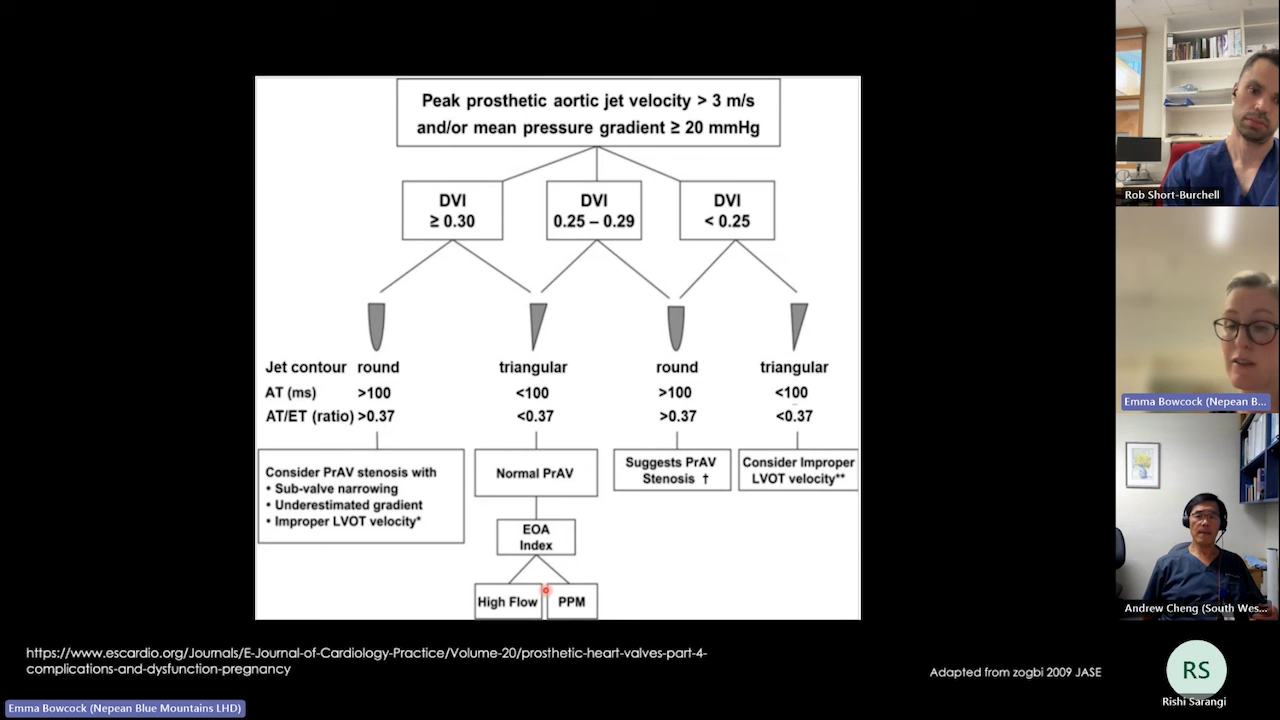 Peak prosthetic aortic jet velocity > 3 m/s
and/or mean pressure gradient ≥ 20 mmHg
DVI
≥ 0.30
DVI
0.25 – 0.29
DVI
< 0.25
Jet contour round triangular round triangular
AT (ms) >100 <100 >100 <100
AT/ET (ratio) >0.37 <0.37 >0.37 <0.37
Consider PrAV stenosis with
• Sub-valve narrowing
• Underestimated gradient
• Improper LVOT velocity*
Normal PrAV
Suggests PrAV
Stenosis †
Consider Improper
LVOT velocity**
EOA
Index
High Flow
PPM
https://www.escardio.org/Journals/E-Journal-of-Cardiology-Practice/Volume-20/prosthetic-heart-valves-part-4-
complications-and-dysfunction-pregnancy
Adapted from zogbi 2009 JASE
Emma Bowcock (Nepean Blue Mountains LHD)
Rob Short-Burchell
Emma Bowcock (Nepean B...
Andrew Cheng (South Wes...
RS
Rishi Sarangi